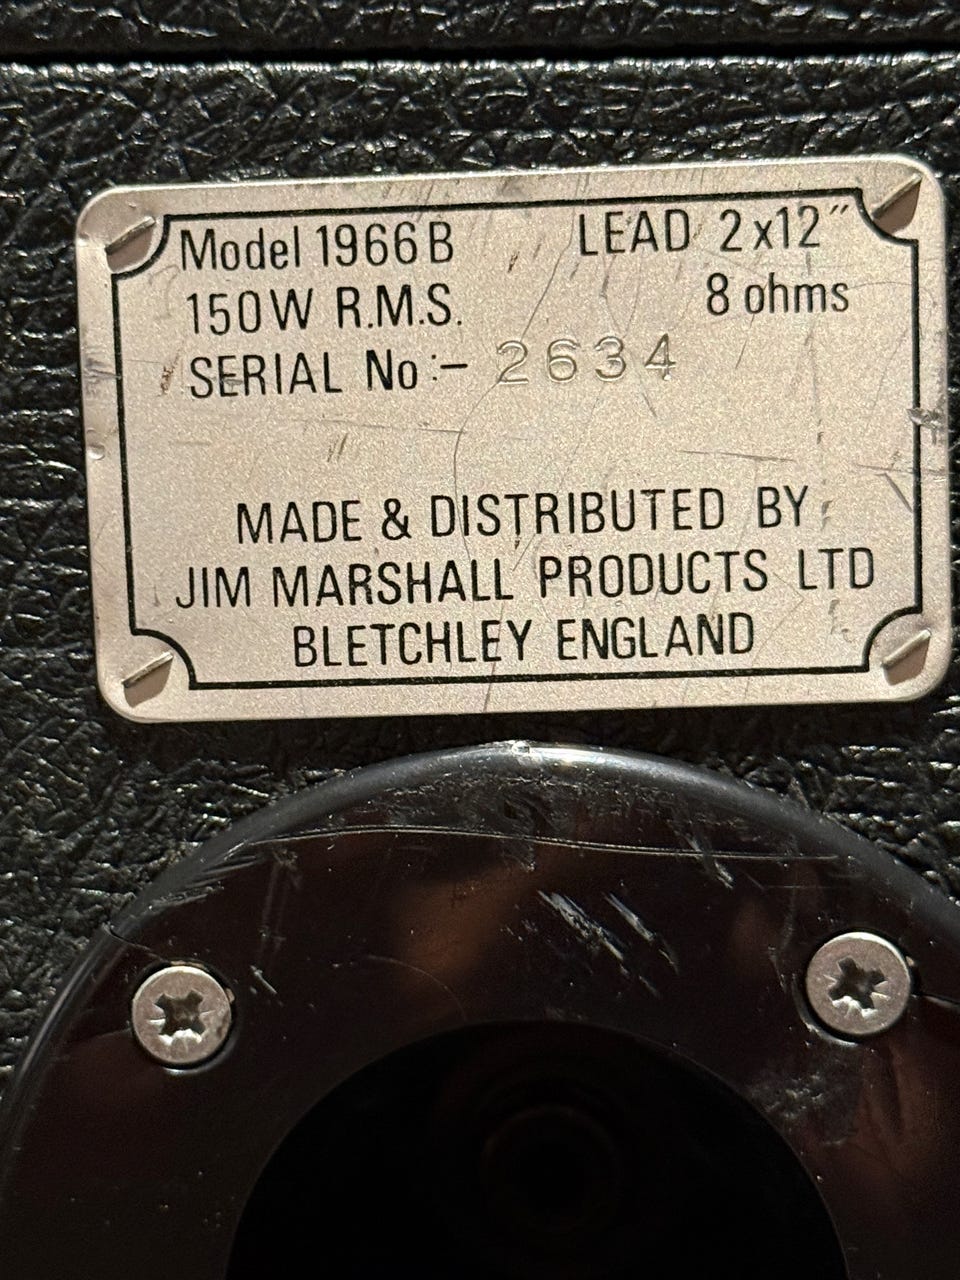 Model 1966B LEAD 2x12"
150W R.M.S. 8 ohms
SERIAL No:- 2634
MADE & DISTRIBUTED BY
JIM MARSHALL PRODUCTS LTD
BLETCHLEY ENGLAND